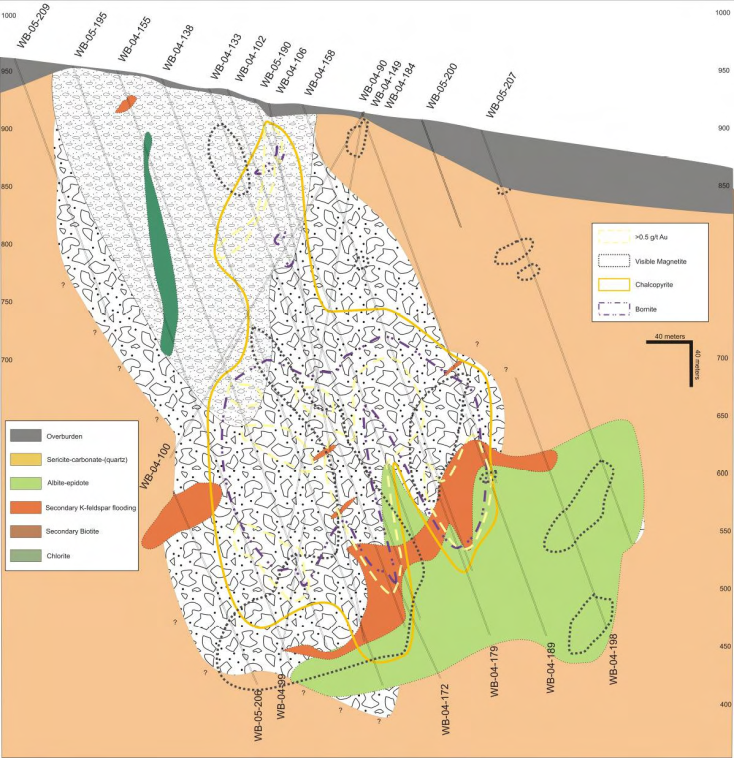 1000
WB-05-209
WB-05-195
WB-04-155
WB-04-138
WB-04-133
WB-04-102
WB-05-190
WB-04-106
WB-04-158
WB-04-90
WB-04-149
WB-04-184
WB-05-200
WB-05-207
1000
950
950
900
900
850
850
800
750
700
700
650
600
550
500
450
400
>0.5 g/t Au
Visible Magnetite
Chalcopyrite
Bornite
40 meters
40 meters
?
?
?
?
?
?
?
?
?
?
?
Overburden
Sericite-carbonate-(quartz)
Albite-epidote
Secondary K-feldspar flooding
Secondary Biotite
Chlorite
WB-04-100
WB-04-99
WB-04-172
WB-04-179
WB-04-189
WB-04-198